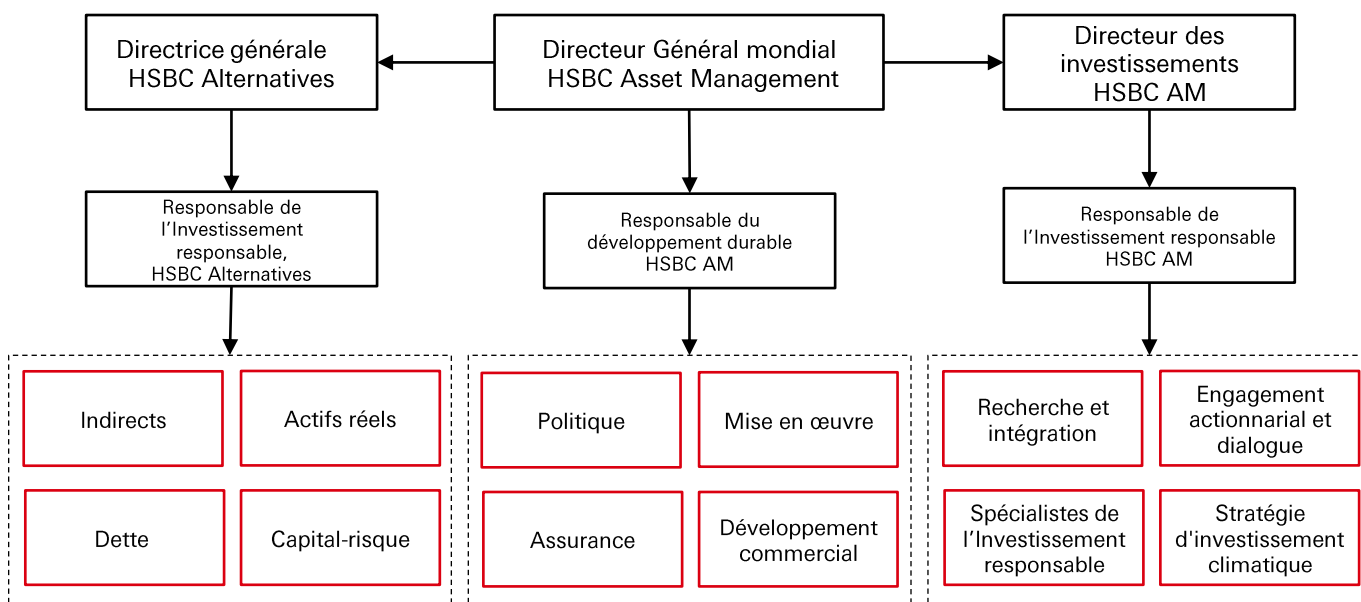 Directrice générale
HSBC Alternatives
Directeur Général mondial
HSBC Asset Management
Directeur des
investissements
HSBC AM
Responsable de
l’Investissement
responsable,
HSBC Alternatives
Responsable du
développement durable
HSBC AM
Responsable de
l’Investissement responsable
HSBC AM
Indirects
Actifs réels
Dette
Capital-risque
Politique
Mise en œuvre
Assurance
Développement
commercial
Recherche et
intégration
Engagement
actionnarial et
dialogue
Spécialistes de
l’Investissement
responsable
Stratégie
d'investissement
climatique